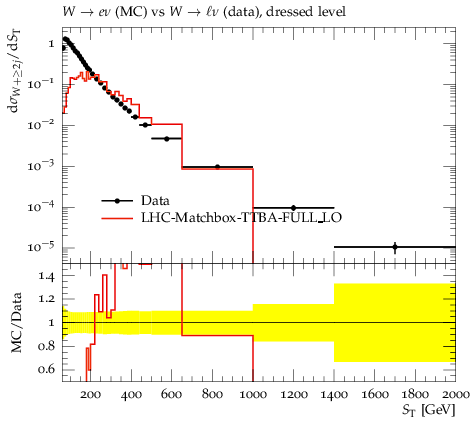 W → eν (MC) vs W → ℓν (data), dressed level
dσ_{W+≥2j}/dS_T
1
10^{−1}
10^{−2}
10^{−3}
10^{−4}
10^{−5}
Data
LHC-Matchbox-TTBA-FULL_LO
MC/Data
1.4
1.2
1
0.8
0.6
200 400 600 800 1000 1200 1400 1600 1800 2000
S_T [GeV]